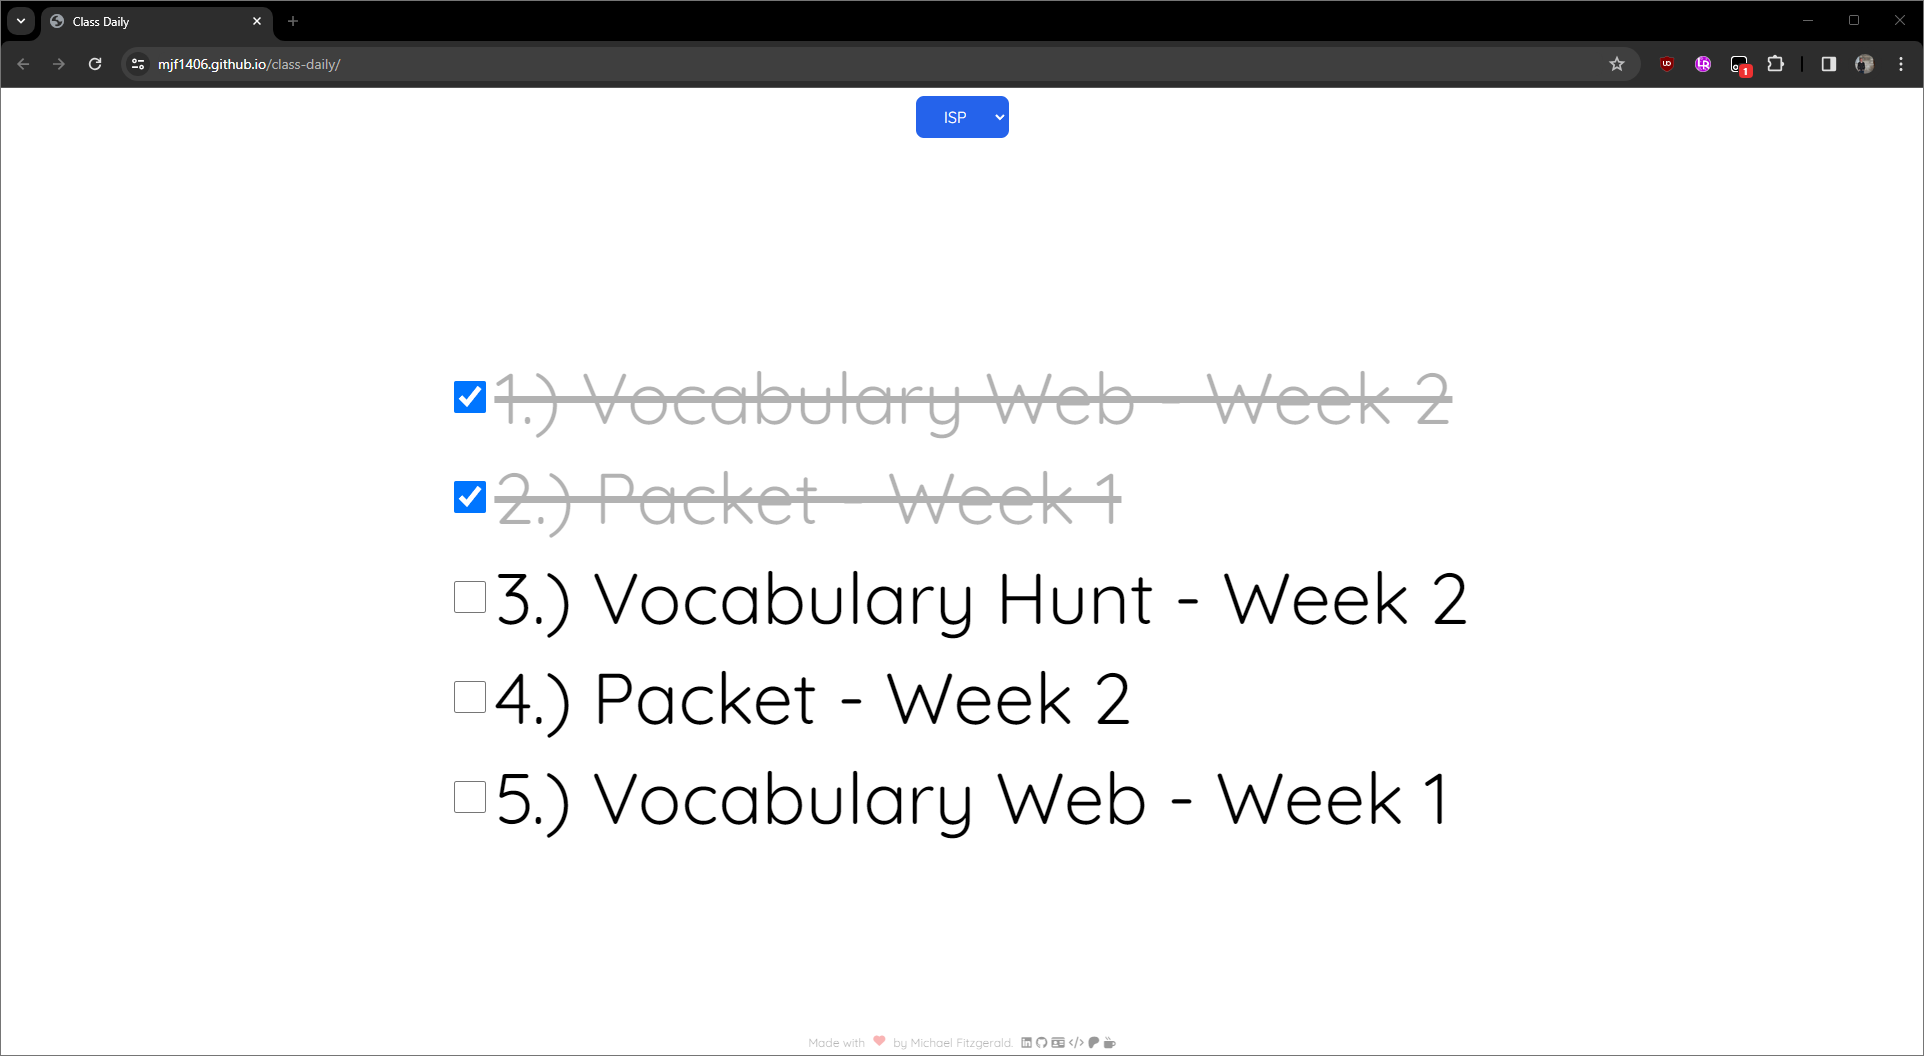 Class Daily
mjf1406.github.io/class-daily/
1
ISP
1.) Vocabulary Web - Week 2
2.) Packet - Week 1
3.) Vocabulary Hunt - Week 2
4.) Packet - Week 2
5.) Vocabulary Web - Week 1
Made with by Michael Fitzgerald.